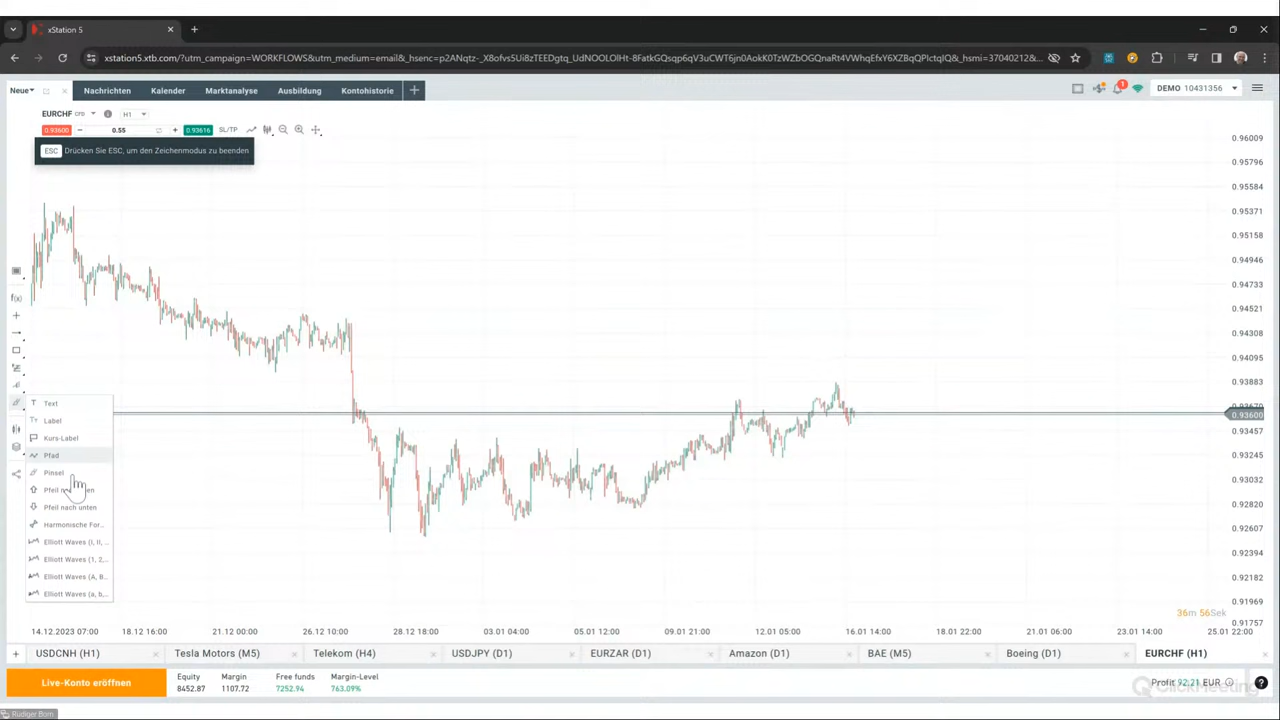 xStation 5
xstation5.xtb.com/?utm_campaign=WORKFLOWS&utm_medium=email&_hsenc=p2ANqtz-_X8ofvs5Ui8zTEEDgtq_UdNOOLOlHt-8FatkGQsqp6qV3uCWT6jn0AjokK0TzWZbOGQnaRt4VWhqEfxY6XZBqQPIctqIQ&_hsmi=37040212
Neue Nachrichten Kalender Marktanalyse Ausbildung Kontohistorie DEMO 10431356
EURCHF CFD H1
0.93600 0.55 0.93616 SL/TP
ESC Drücken Sie ESC, um den Zeichenmodus zu beenden
0.96009
0.95796
0.95584
0.95371
0.95158
0.94946
0.94733
0.94521
0.94308
0.94095
0.93883
0.93670
0.93600
0.93457
0.93245
0.93032
0.92820
0.92607
0.92394
0.92182
0.91969
0.91757
f(x)
Text
Label
Kurs-Label
Pfad
Pinsel
Pfeil nach unten
Harmonische For...
Elliott Waves (I, II, ...
Elliott Waves (1, 2,...
Elliott Waves (A, B...
Elliott Waves (a, b,...
36m 56Sek
14.12.2023 07:00 18.12 16:00 21.12 00:00 26.12 10:00 28.12 18:00 03.01 04:00 05.01 12:00 09.01 21:00 12.01 05:00 16.01 14:00 18.01 22:00 21.01 06:00 23.01 14:00 25.01 22:00
USDCNH (H1) Tesla Motors (M5) Telekom (H4) USDJPY (D1) EURZAR (D1) Amazon (D1) BAE (M5) Boeing (D1) EURCHF (H1)
Live-Konto eröffnen
Equity Margin Free funds Margin-Level
8452.87 1107.72 7252.94 763.09%
Profit 92.21 EUR
ClickMeeting
Rüdiger Born